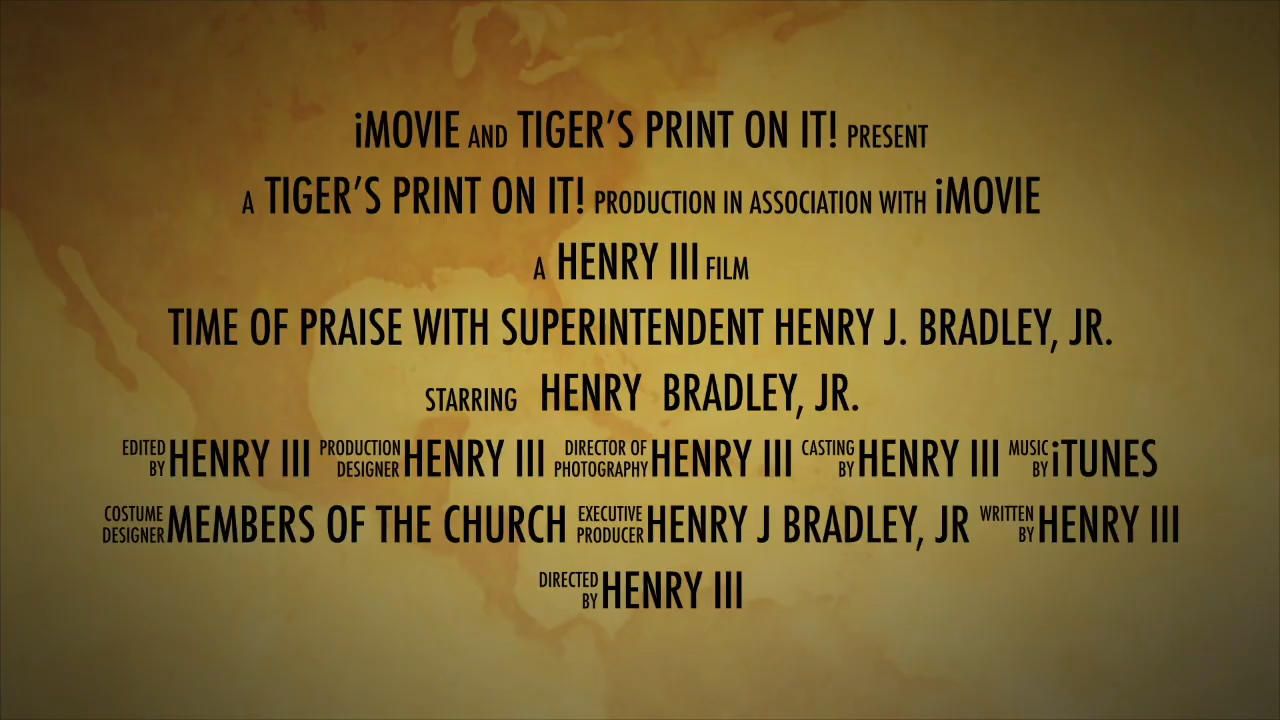 iMOVIE AND TIGER'S PRINT ON IT! PRESENT
A TIGER'S PRINT ON IT! PRODUCTION IN ASSOCIATION WITH iMOVIE
A HENRY III FILM
TIME OF PRAISE WITH SUPERINTENDENT HENRY J. BRADLEY, JR.
STARRING HENRY BRADLEY, JR.
EDITED BY HENRY III PRODUCTION DESIGNER HENRY III DIRECTOR OF PHOTOGRAPHY HENRY III CASTING BY HENRY III MUSIC BY iTUNES
COSTUME DESIGNER MEMBERS OF THE CHURCH EXECUTIVE PRODUCER HENRY J BRADLEY, JR WRITTEN BY HENRY III
DIRECTED BY HENRY III